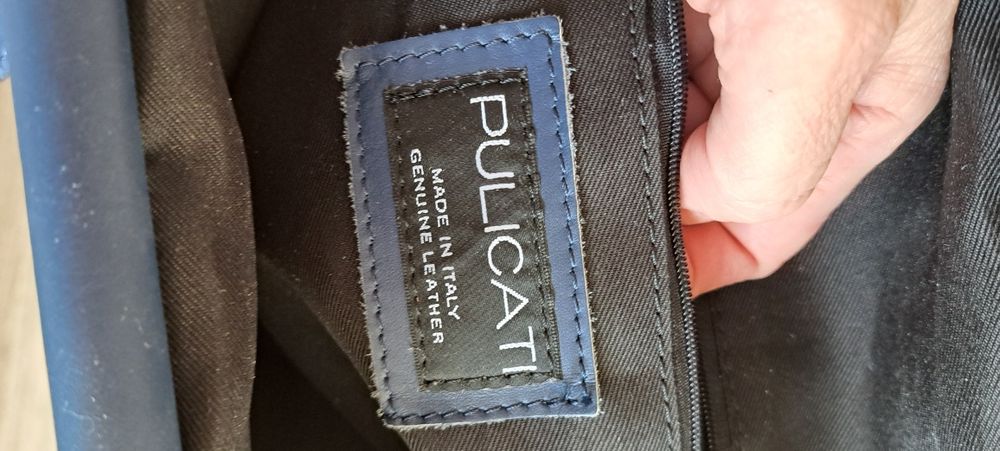 PULICATI
MADE IN ITALY
GENUINE LEATHER